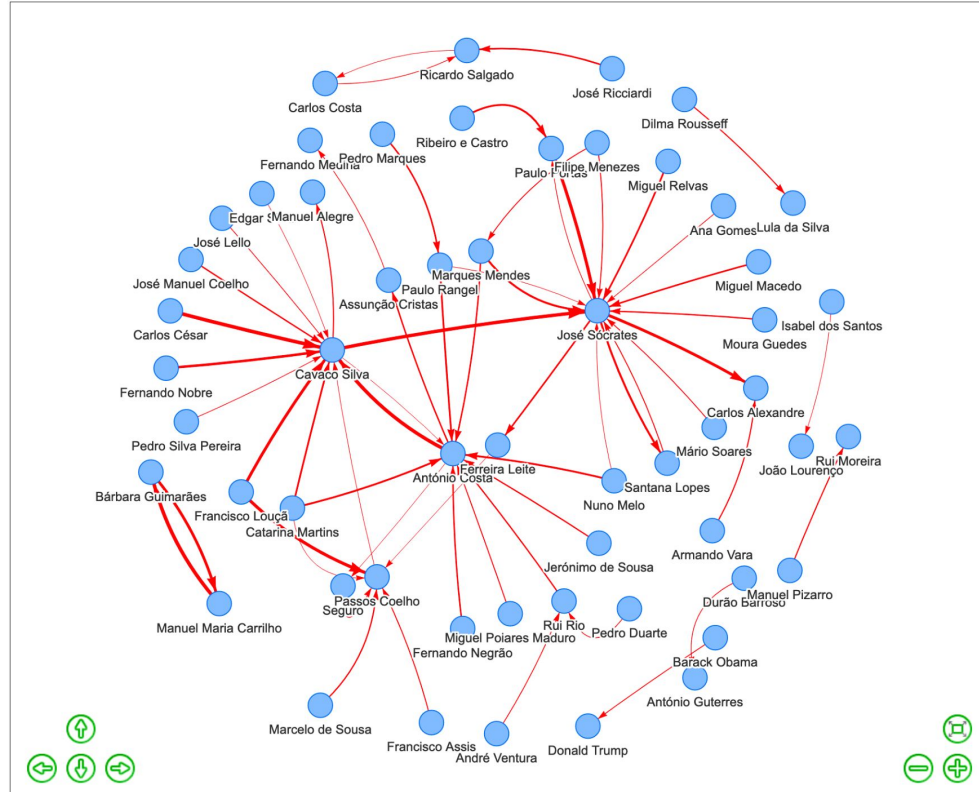 Ricardo Salgado
José Ricciardi
Carlos Costa
Dilma Rousseff
Ribeiro e Castro
Pedro Marques
Fernando Medina
Filipe Menezes
Paulo Portas
Miguel Relvas
Edgar
Manuel Alegre
Lula da Silva
Ana Gomes
José Lello
Marques Mendes
José Manuel Coelho
Paulo Rangel
Miguel Macedo
Assunção Cristas
Isabel dos Santos
Carlos César
José Sócrates
Moura Guedes
Cavaco Silva
Fernando Nobre
Carlos Alexandre
Pedro Silva Pereira
Mário Soares
João Lourenço
Rui Moreira
Ferreira Leite
António Costa
Santana Lopes
Bárbara Guimarães
Nuno Melo
Francisco Louçã
Catarina Martins
Armando Vara
Jerónimo de Sousa
Passos Coelho
Durão Barroso
Manuel Pizarro
Seguro
Manuel Maria Carrilho
Rui Rio
Pedro Duarte
Miguel Poiares Maduro
Fernando Negrão
Barack Obama
António Guterres
Marcelo de Sousa
Francisco Assis
Donald Trump
André Ventura